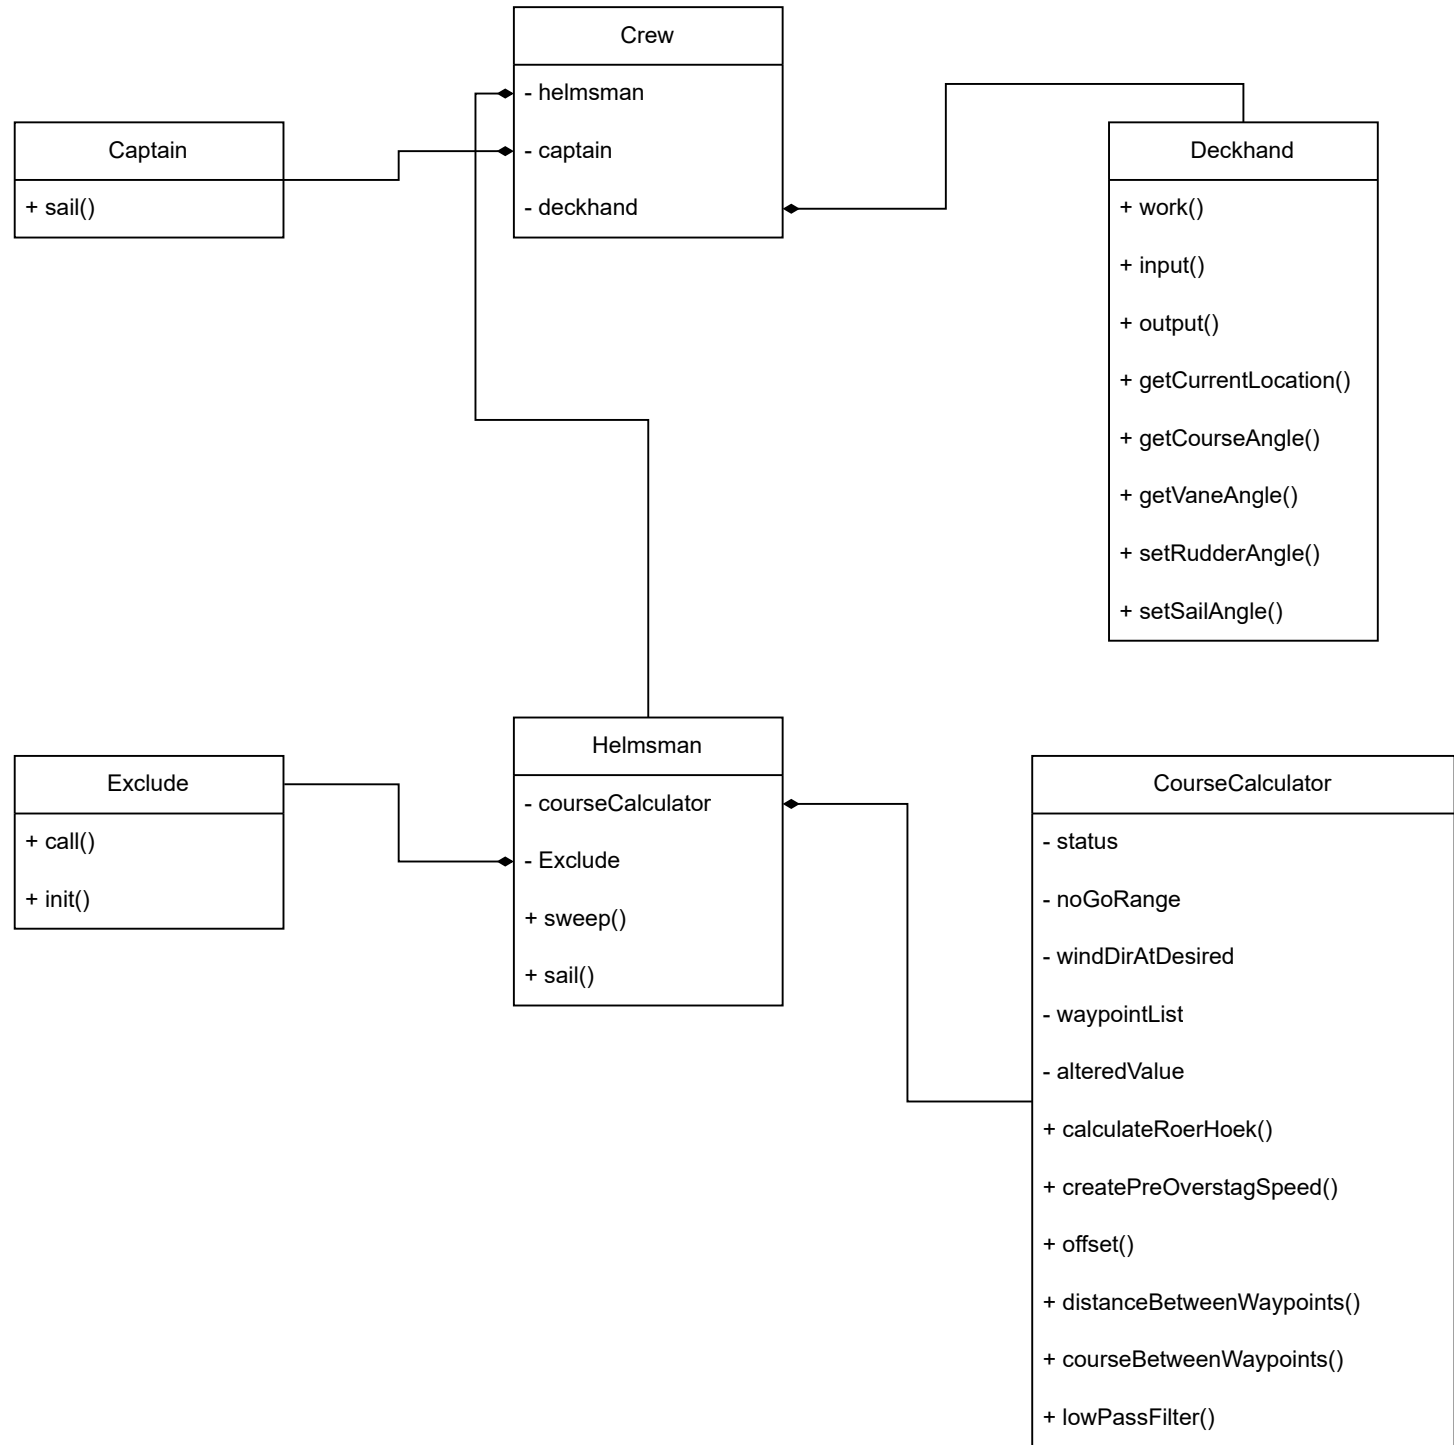 Crew
- helmsman
- captain
- deckhand
Captain
+ sail()
Deckhand
+ work()
+ input()
+ output()
+ getCurrentLocation()
+ getCourseAngle()
+ getVaneAngle()
+ setRudderAngle()
+ setSailAngle()
Helmsman
- courseCalculator
- Exclude
+ sweep()
+ sail()
Exclude
+ call()
+ init()
CourseCalculator
- status
- noGoRange
- windDirAtDesired
- waypointList
- alteredValue
+ calculateRoerHoek()
+ createPreOverstagSpeed()
+ offset()
+ distanceBetweenWaypoints()
+ courseBetweenWaypoints()
+ lowPassFilter()